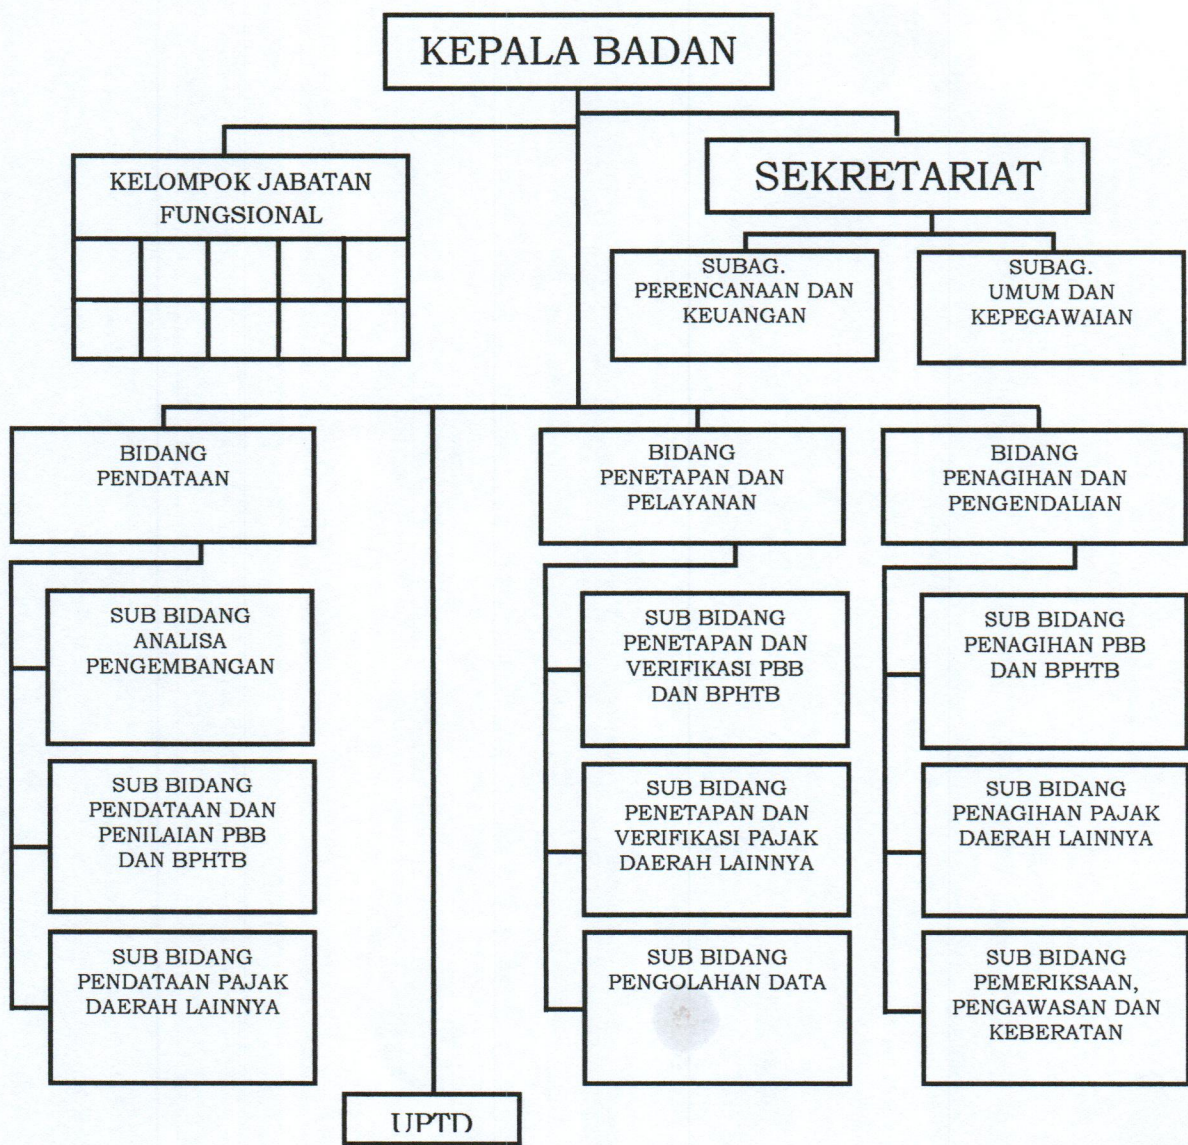 KEPALA BADAN
KELOMPOK JABATAN
FUNGSIONAL
SEKRETARIAT
SUBAG.
PERENCANAAN DAN
KEUANGAN
SUBAG.
UMUM DAN
KEPEGAWAIAN
BIDANG
PENDATAAN
BIDANG
PENETAPAN DAN
PELAYANAN
BIDANG
PENAGIHAN DAN
PENGENDALIAN
SUB BIDANG
ANALISA
PENGEMBANGAN
SUB BIDANG
PENDATAAN DAN
PENILAIAN PBB
DAN BPHTB
SUB BIDANG
PENDATAAN PAJAK
DAERAH LAINNYA
SUB BIDANG
PENETAPAN DAN
VERIFIKASI PBB
DAN BPHTB
SUB BIDANG
PENETAPAN DAN
VERIFIKASI PAJAK
DAERAH LAINNYA
SUB BIDANG
PENGOLAHAN DATA
SUB BIDANG
PENAGIHAN PBB
DAN BPHTB
SUB BIDANG
PENAGIHAN PAJAK
DAERAH LAINNYA
SUB BIDANG
PEMERIKSAAN,
PENGAWASAN DAN
KEBERATAN
UPTD